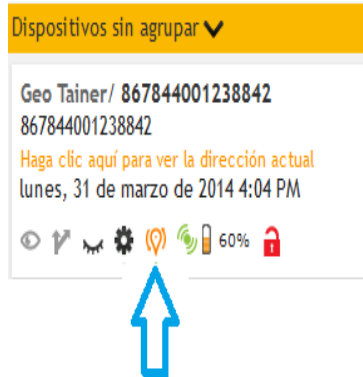 Dispositivos sin agrupar
Geo Tainer/ 867844001238842
867844001238842
Haga clic aquí para ver la dirección actual
lunes, 31 de marzo de 2014 4:04 PM
60%